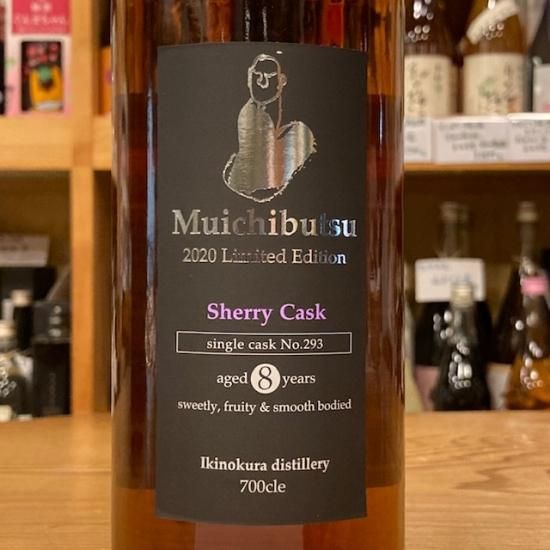 Muichibutsu
2020 Limited Edition
Sherry Cask
single cask No.293
aged 8 years
sweetly, fruity & smooth bodied
Ikinokura distillery
700cle